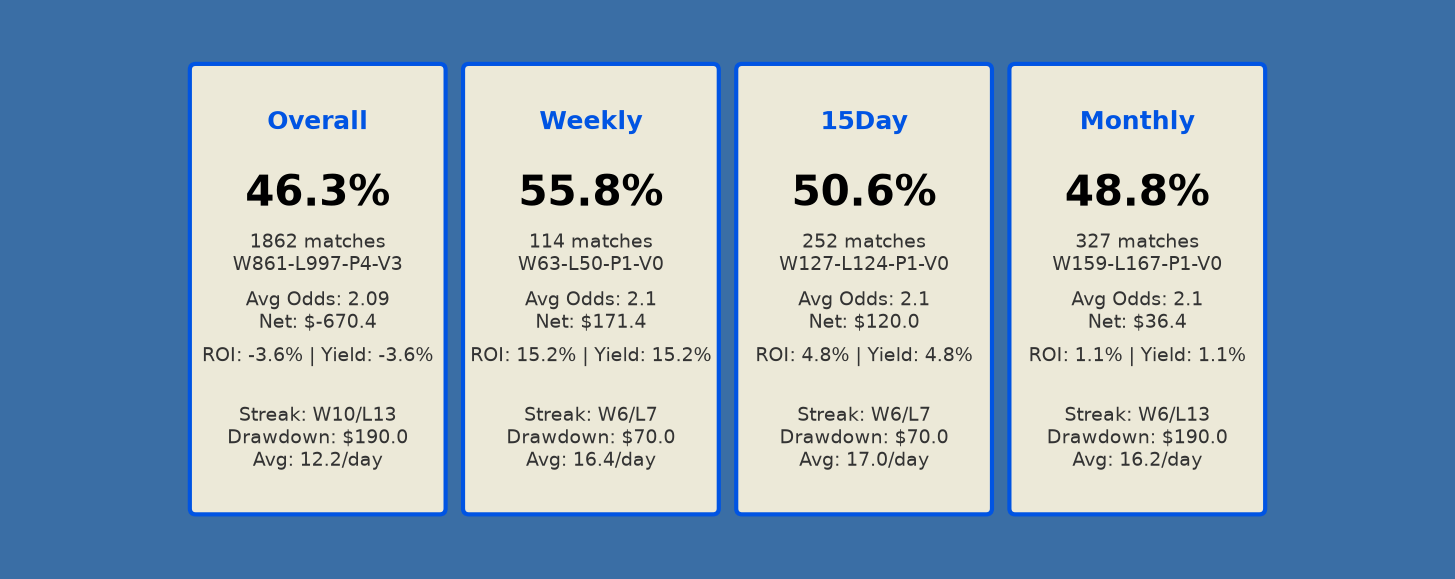 Overall
46.3%
1862 matches
W861-L997-P4-V3
Avg Odds: 2.09
Net: $-670.4
ROI: -3.6% | Yield: -3.6%
Streak: W10/L13
Drawdown: $190.0
Avg: 12.2/day
Weekly
55.8%
114 matches
W63-L50-P1-V0
Avg Odds: 2.1
Net: $171.4
ROI: 15.2% | Yield: 15.2%
Streak: W6/L7
Drawdown: $70.0
Avg: 16.4/day
15Day
50.6%
252 matches
W127-L124-P1-V0
Avg Odds: 2.1
Net: $120.0
ROI: 4.8% | Yield: 4.8%
Streak: W6/L7
Drawdown: $70.0
Avg: 17.0/day
Monthly
48.8%
327 matches
W159-L167-P1-V0
Avg Odds: 2.1
Net: $36.4
ROI: 1.1% | Yield: 1.1%
Streak: W6/L13
Drawdown: $190.0
Avg: 16.2/day